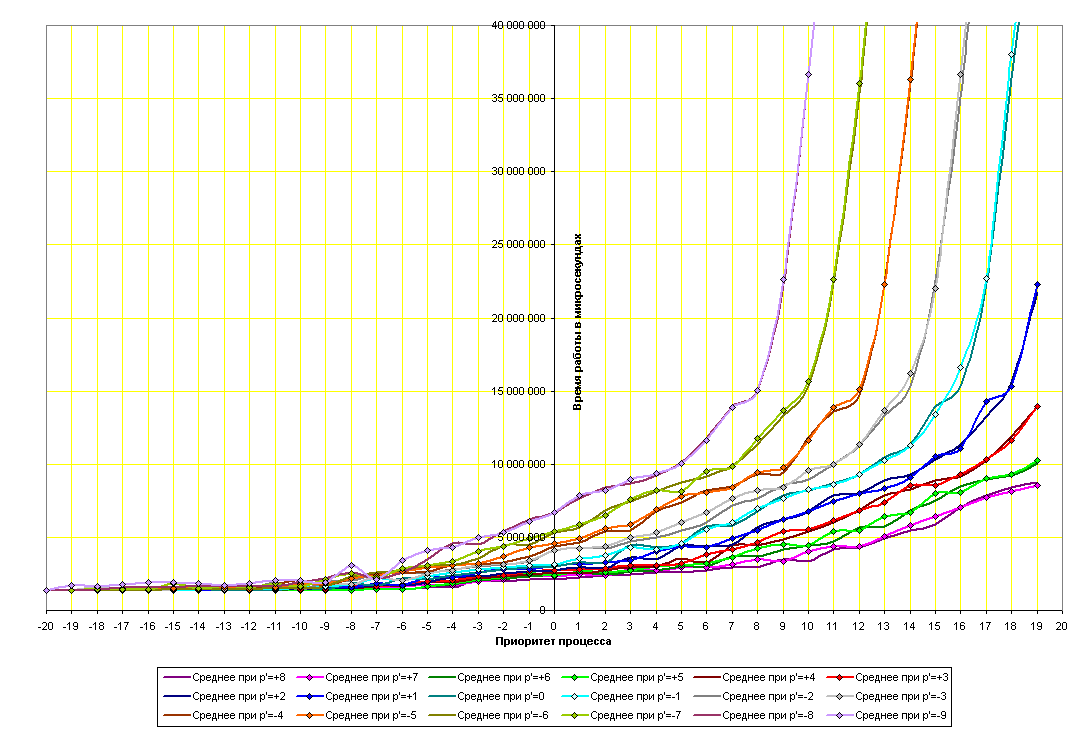 40 000 000
35 000 000
30 000 000
25 000 000
20 000 000
15 000 000
10 000 000
5 000 000
0
Время работы в микросекундах
-20 -19 -18 -17 -16 -15 -14 -13 -12 -11 -10 -9 -8 -7 -6 -5 -4 -3 -2 -1 0 1 2 3 4 5 6 7 8 9 10 11 12 13 14 15 16 17 18 19 20
Приоритет процесса
Среднее при p'=+8 Среднее при p'=+7 Среднее при p'=+6 Среднее при p'=+5 Среднее при p'=+4 Среднее при p'=+3
Среднее при p'=+2 Среднее при p'=+1 Среднее при p'=0 Среднее при p'=-1 Среднее при p'=-2 Среднее при p'=-3
Среднее при p'=-4 Среднее при p'=-5 Среднее при p'=-6 Среднее при p'=-7 Среднее при p'=-8 Среднее при p'=-9